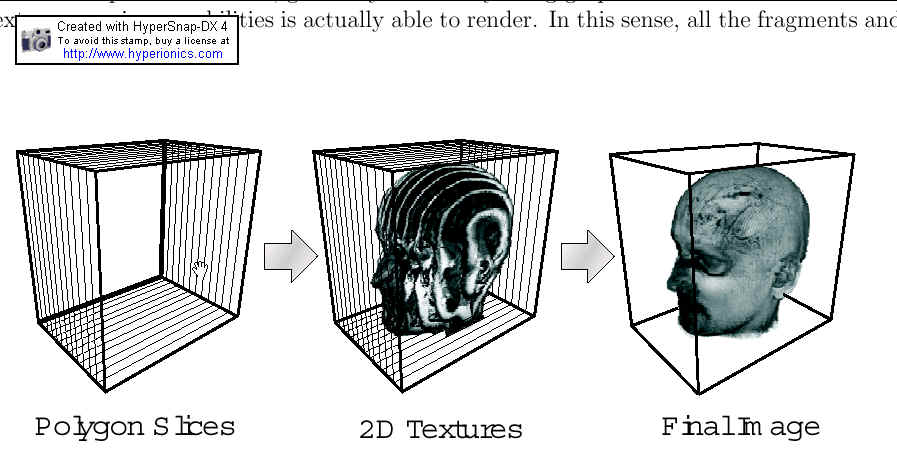 bilities is actually able to render. In this sense, all the fragments and
Created with HyperSnap-DX 4
To avoid this stamp, buy a license at
http://www.hyperionics.com
Polygon Slices
2D Textures
Final Image